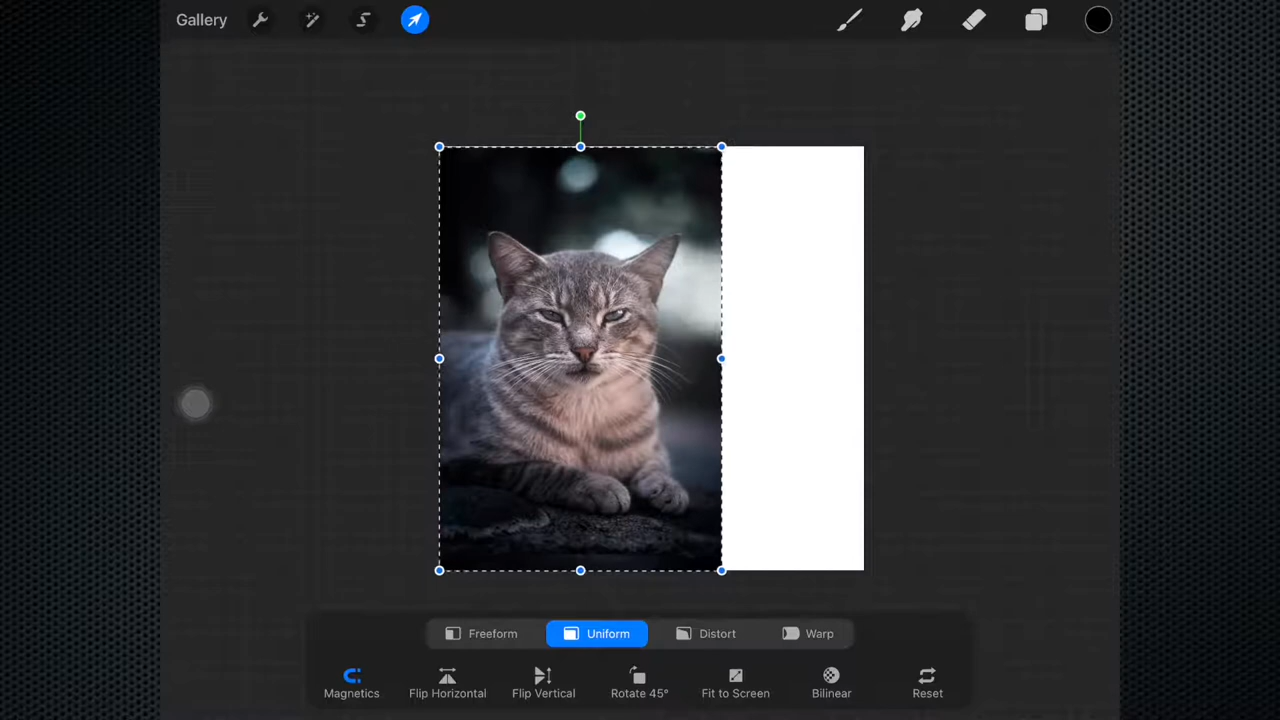 Gallery
Freeform Uniform Distort Warp
Magnetics Flip Horizontal Flip Vertical Rotate 45° Fit to Screen Bilinear Reset